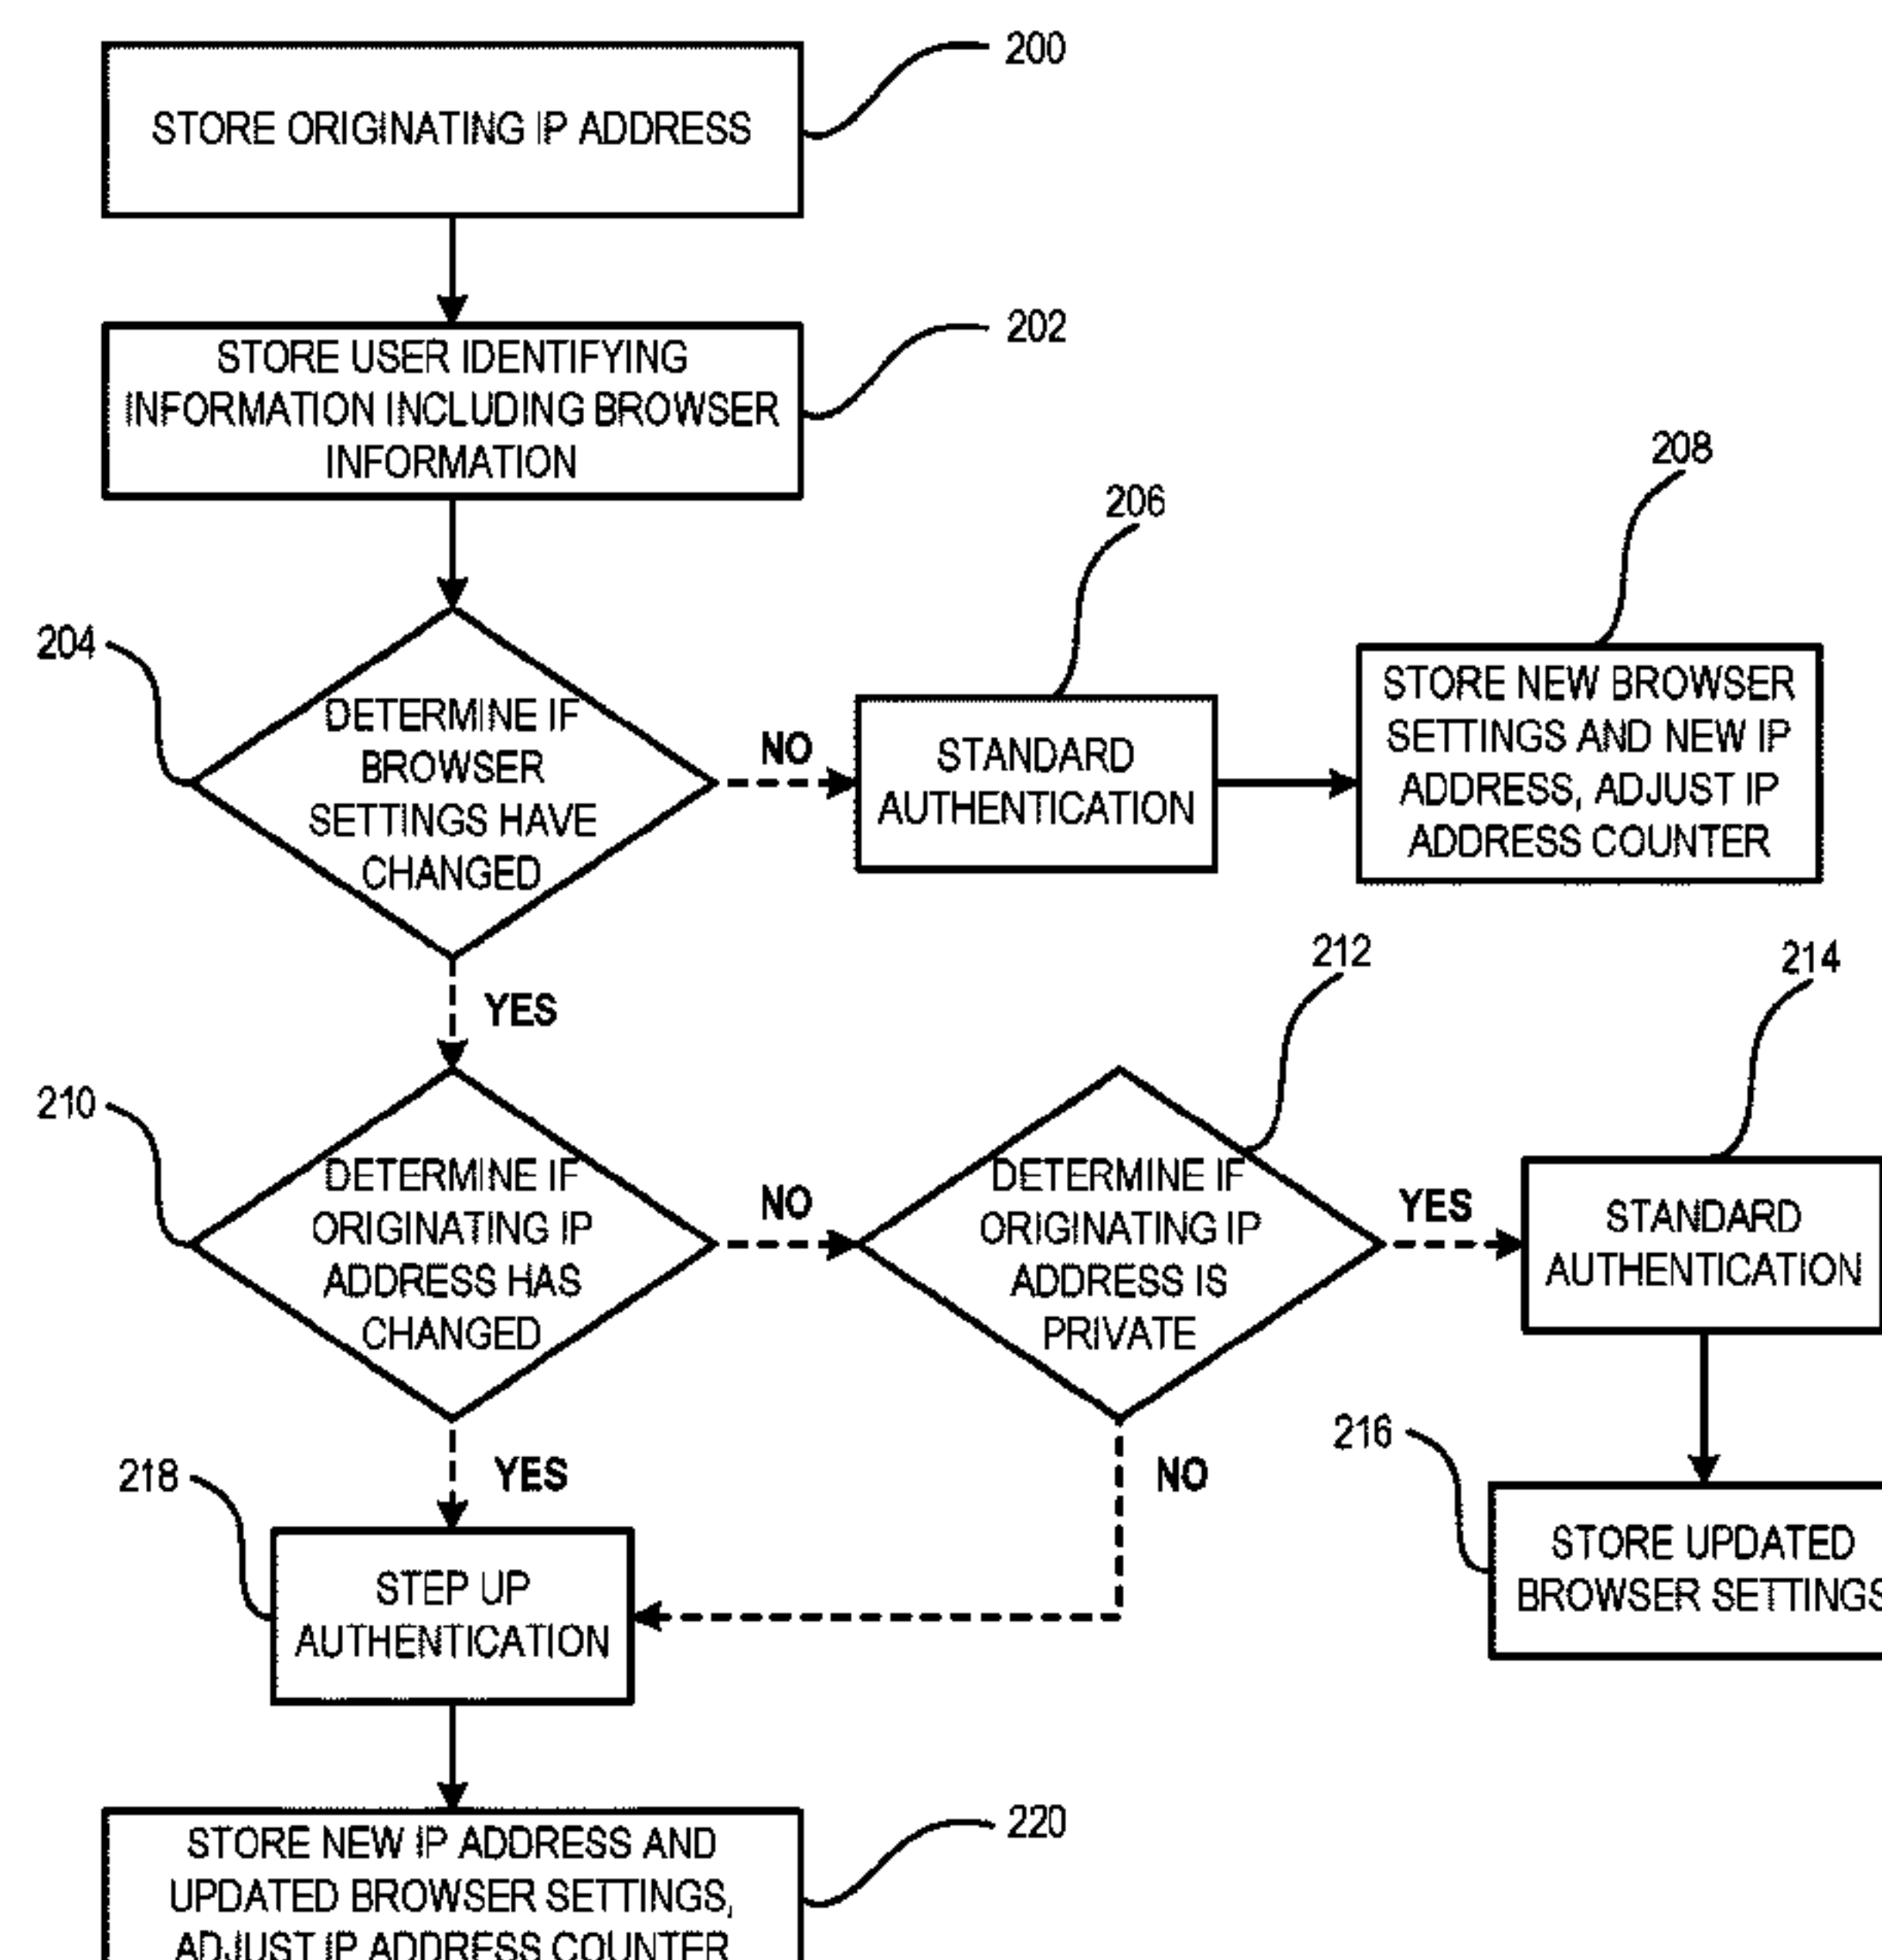 200
STORE ORIGINATING IP ADDRESS
202
STORE USER IDENTIFYING
INFORMATION INCLUDING BROWSER
INFORMATION
204
DETERMINE IF
BROWSER
SETTINGS HAVE
CHANGED
NO
206
STANDARD
AUTHENTICATION
208
STORE NEW BROWSER
SETTINGS AND NEW IP
ADDRESS, ADJUST IP
ADDRESS COUNTER
YES
210
DETERMINE IF
ORIGINATING IP
ADDRESS HAS
CHANGED
NO
212
DETERMINE IF
ORIGINATING IP
ADDRESS IS
PRIVATE
YES
214
STANDARD
AUTHENTICATION
216
STORE UPDATED
BROWSER SETTINGS
YES
NO
218
STEP UP
AUTHENTICATION
220
STORE NEW IP ADDRESS AND
UPDATED BROWSER SETTINGS,
ADJUST IP ADDRESS COUNTER